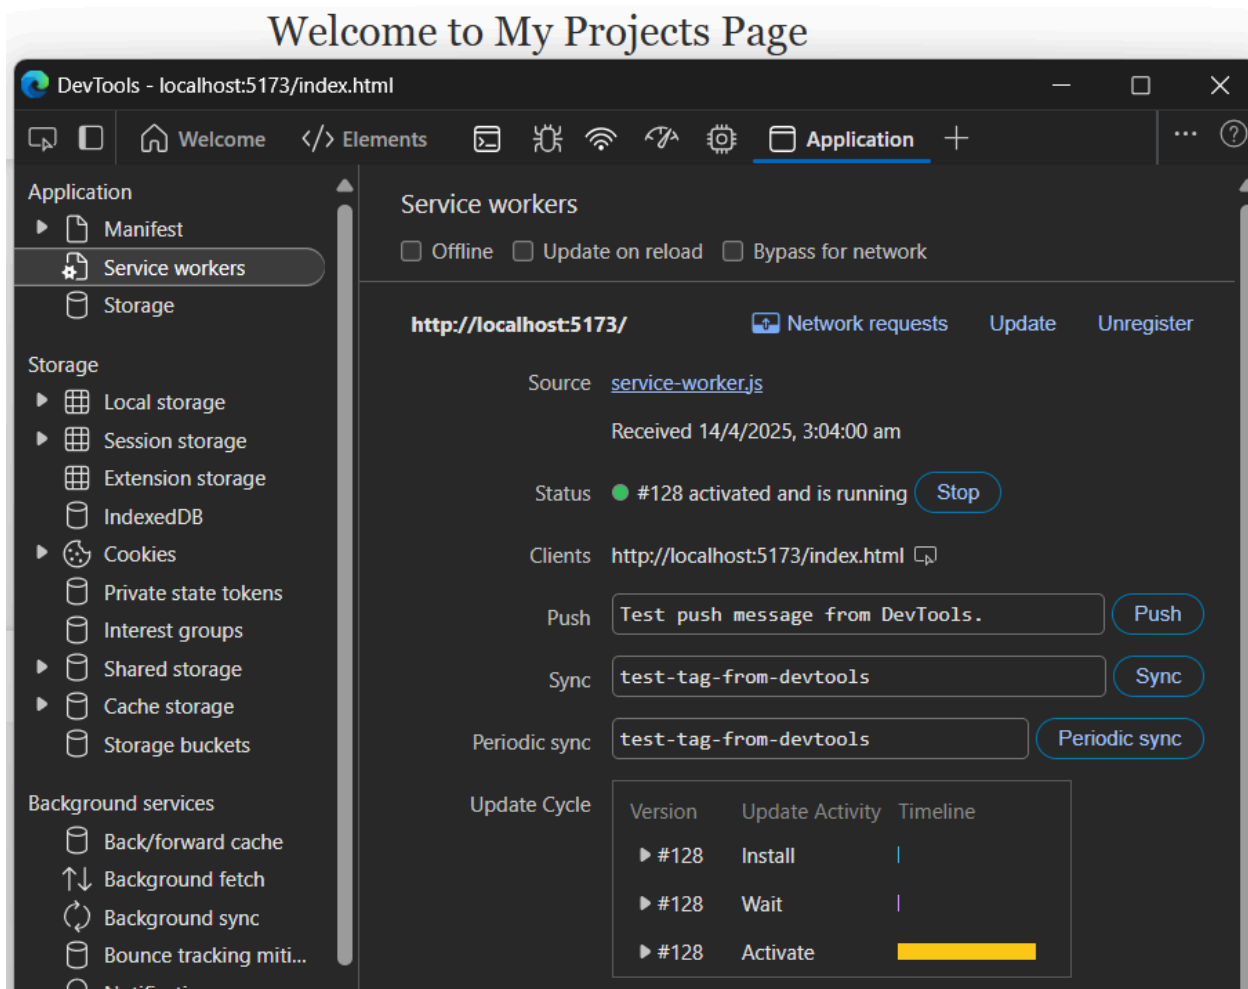 Welcome to My Projects Page
DevTools - localhost:5173/index.html
Welcome
Elements
Application
Application
Manifest
Service workers
Storage
Storage
Local storage
Session storage
Extension storage
IndexedDB
Cookies
Private state tokens
Interest groups
Shared storage
Cache storage
Storage buckets
Background services
Back/forward cache
Background fetch
Background sync
Bounce tracking miti...
Service workers
Offline Update on reload Bypass for network
http://localhost:5173/ Network requests Update Unregister
Source service-worker.js
Received 14/4/2025, 3:04:00 am
Status #128 activated and is running Stop
Clients http://localhost:5173/index.html
Push Test push message from DevTools. Push
Sync test-tag-from-devtools Sync
Periodic sync test-tag-from-devtools Periodic sync
Update Cycle Version Update Activity Timeline
#128 Install
#128 Wait
#128 Activate